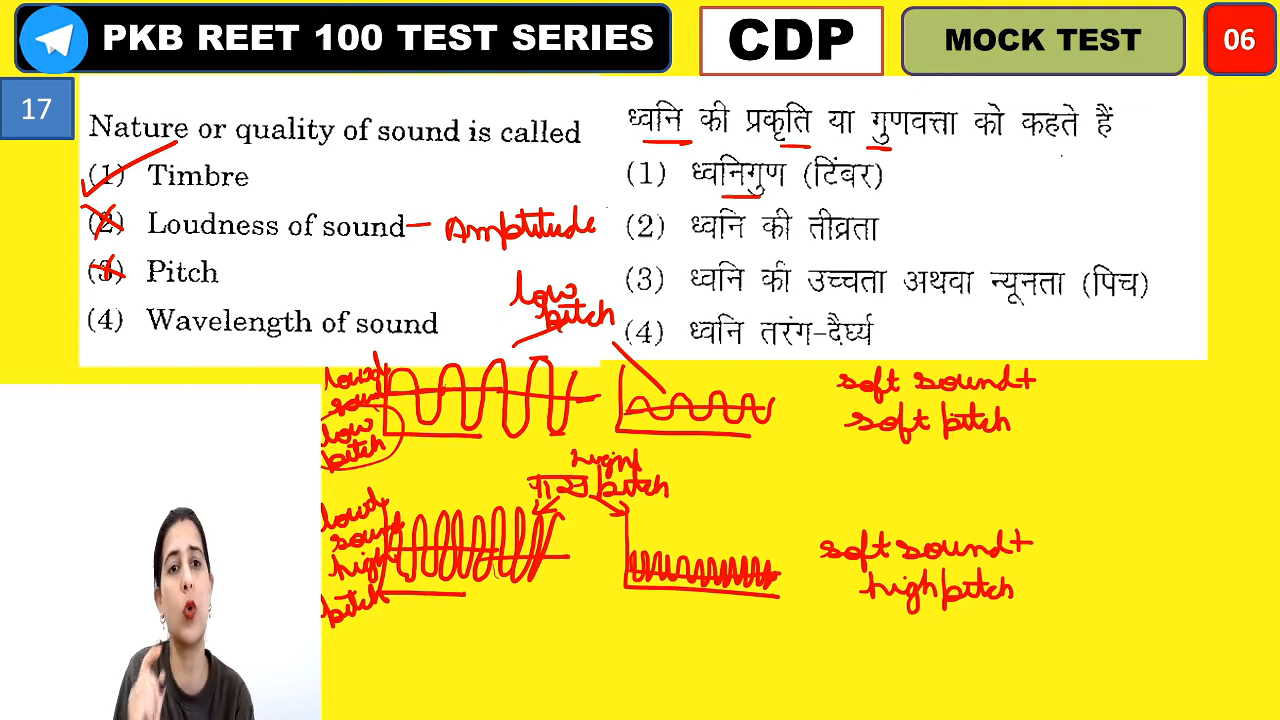 PKB REET 100 TEST SERIES
CDP
MOCK TEST
06
17
Nature or quality of sound is called
(1) Timbre
(2) Loudness of sound - Amptitude
(3) Pitch
(4) Wavelength of sound
ध्वनि की प्रकृति या गुणवत्ता को कहते हैं
(1) ध्वनिगुण (टिंबर)
(2) ध्वनि की तीव्रता
(3) ध्वनि की उच्चता अथवा न्यूनता (पिच)
(4) ध्वनि तरंग-दैर्घ्य
low
pitch
loud
sound
low
pitch
soft sound+
soft pitch
high
पास pitch
loud
sound
high
pitch
soft sound+
high pitch